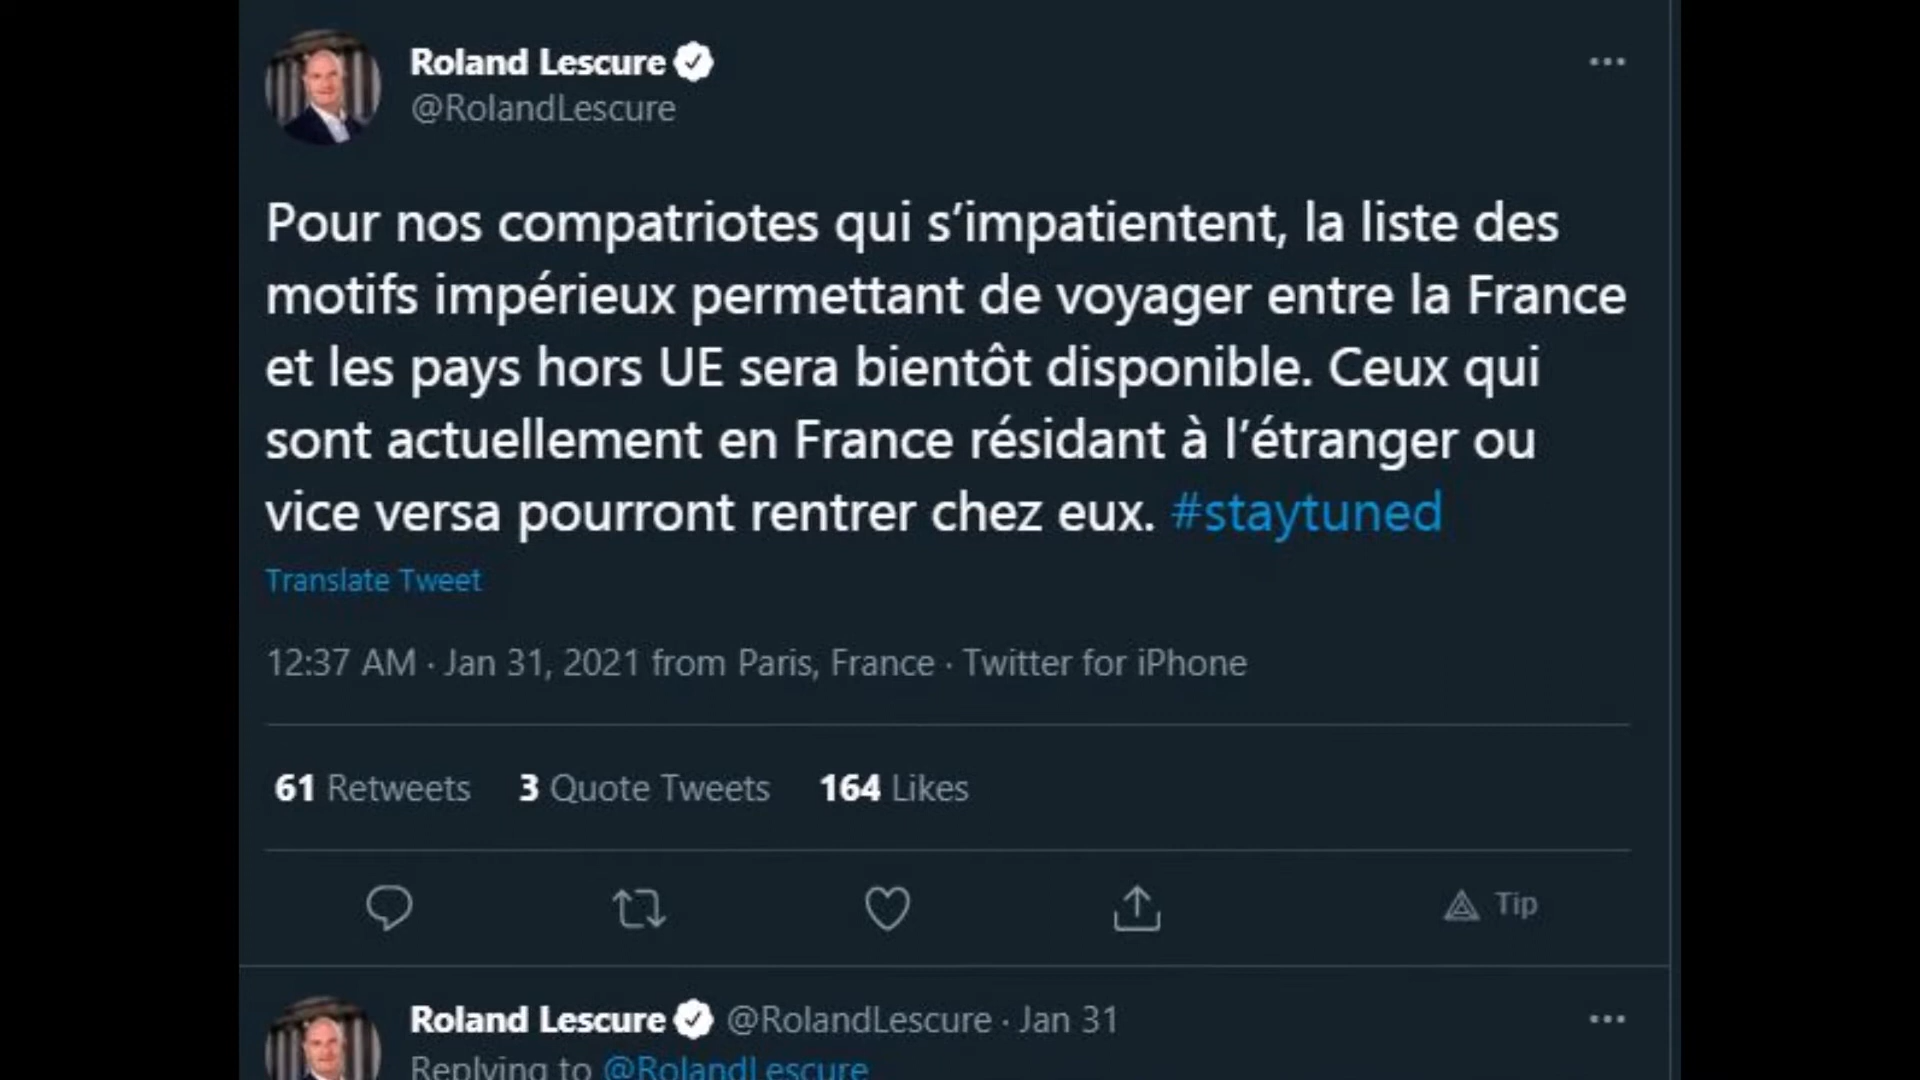 Roland Lescure
@RolandLescure
Pour nos compatriotes qui s’impatientent, la liste des
motifs impérieux permettant de voyager entre la France
et les pays hors UE sera bientôt disponible. Ceux qui
sont actuellement en France résidant à l’étranger ou
vice versa pourront rentrer chez eux. #staytuned
Translate Tweet
12:37 AM · Jan 31, 2021 from Paris, France · Twitter for iPhone
61 Retweets 3 Quote Tweets 164 Likes
Tip
Roland Lescure @RolandLescure · Jan 31
Replying to @RolandLescure